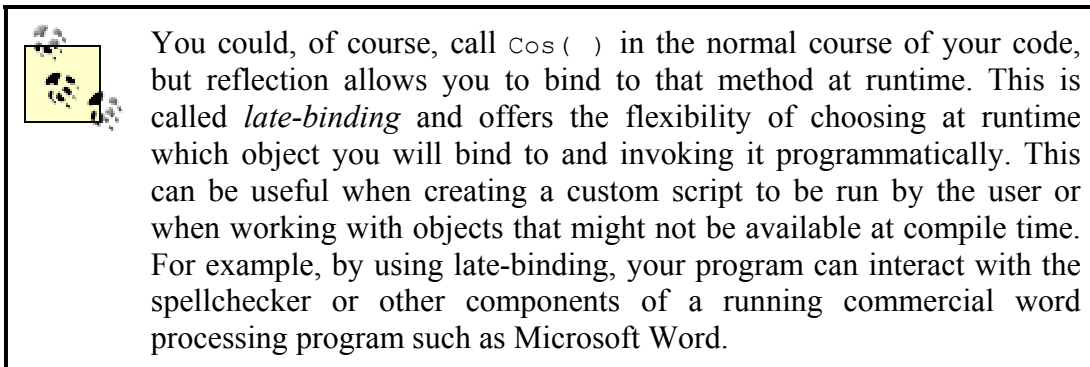 You could, of course, call Cos( ) in the normal course of your code,
but reflection allows you to bind to that method at runtime. This is
called late-binding and offers the flexibility of choosing at runtime
which object you will bind to and invoking it programmatically. This
can be useful when creating a custom script to be run by the user or
when working with objects that might not be available at compile time.
For example, by using late-binding, your program can interact with the
spellchecker or other components of a running commercial word
processing program such as Microsoft Word.